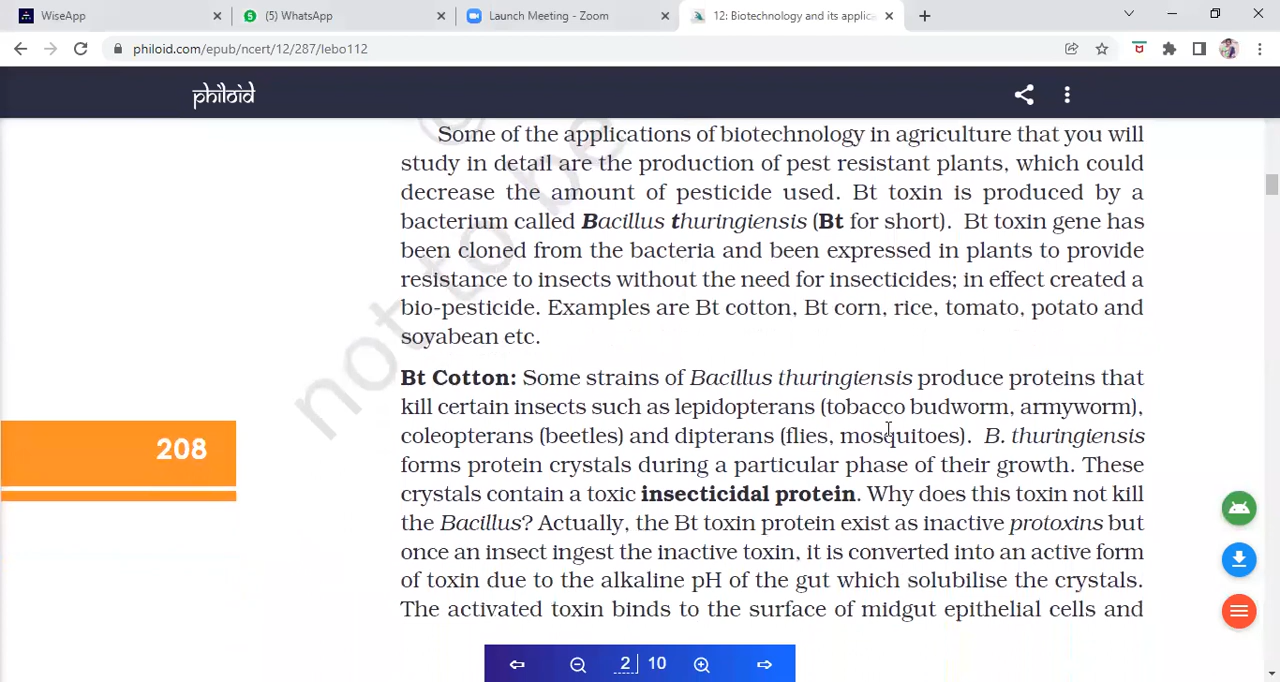 WiseApp
(5) WhatsApp
Launch Meeting - Zoom
12: Biotechnology and its applica
philoid.com/epub/ncert/12/287/lebo112
philoid
not to be
Some of the applications of biotechnology in agriculture that you will
study in detail are the production of pest resistant plants, which could
decrease the amount of pesticide used. Bt toxin is produced by a
bacterium called Bacillus thuringiensis (Bt for short). Bt toxin gene has
been cloned from the bacteria and been expressed in plants to provide
resistance to insects without the need for insecticides; in effect created a
bio-pesticide. Examples are Bt cotton, Bt corn, rice, tomato, potato and
soyabean etc.
Bt Cotton: Some strains of Bacillus thuringiensis produce proteins that
kill certain insects such as lepidopterans (tobacco budworm, armyworm),
coleopterans (beetles) and dipterans (flies, mosquitoes). B. thuringiensis
forms protein crystals during a particular phase of their growth. These
crystals contain a toxic insecticidal protein. Why does this toxin not kill
the Bacillus? Actually, the Bt toxin protein exist as inactive protoxins but
once an insect ingest the inactive toxin, it is converted into an active form
of toxin due to the alkaline pH of the gut which solubilise the crystals.
The activated toxin binds to the surface of midgut epithelial cells and
208
2 10